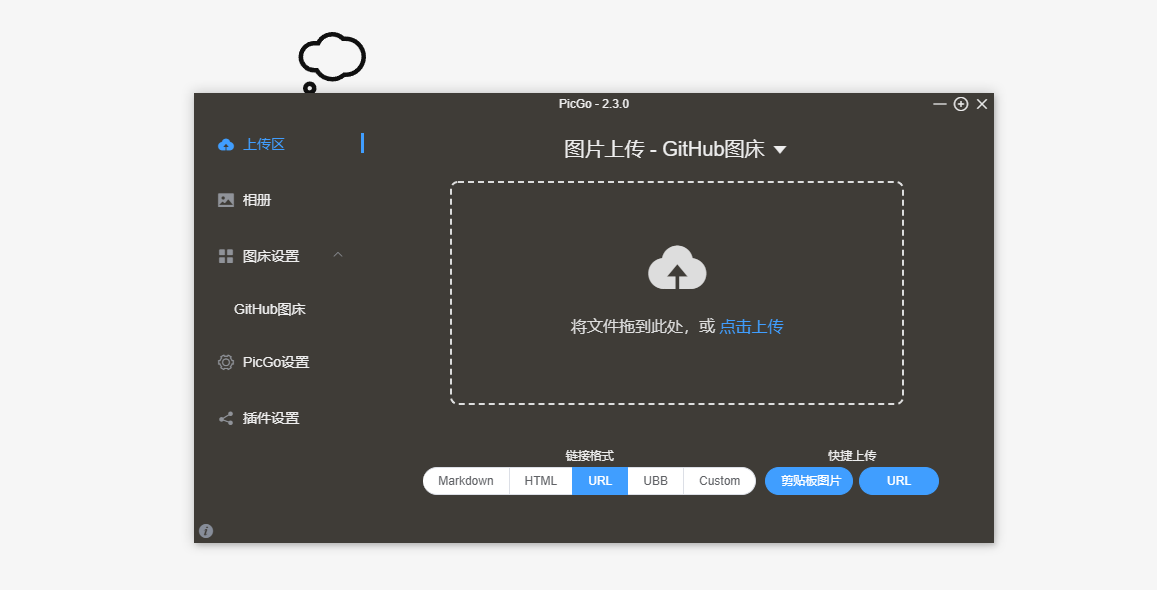 PicGo - 2.3.0
上传区
图片上传 - GitHub图床
相册
图床设置
GitHub图床
将文件拖到此处，或 点击上传
PicGo设置
插件设置
链接格式
快捷上传
Markdown HTML URL UBB Custom
剪贴板图片 URL